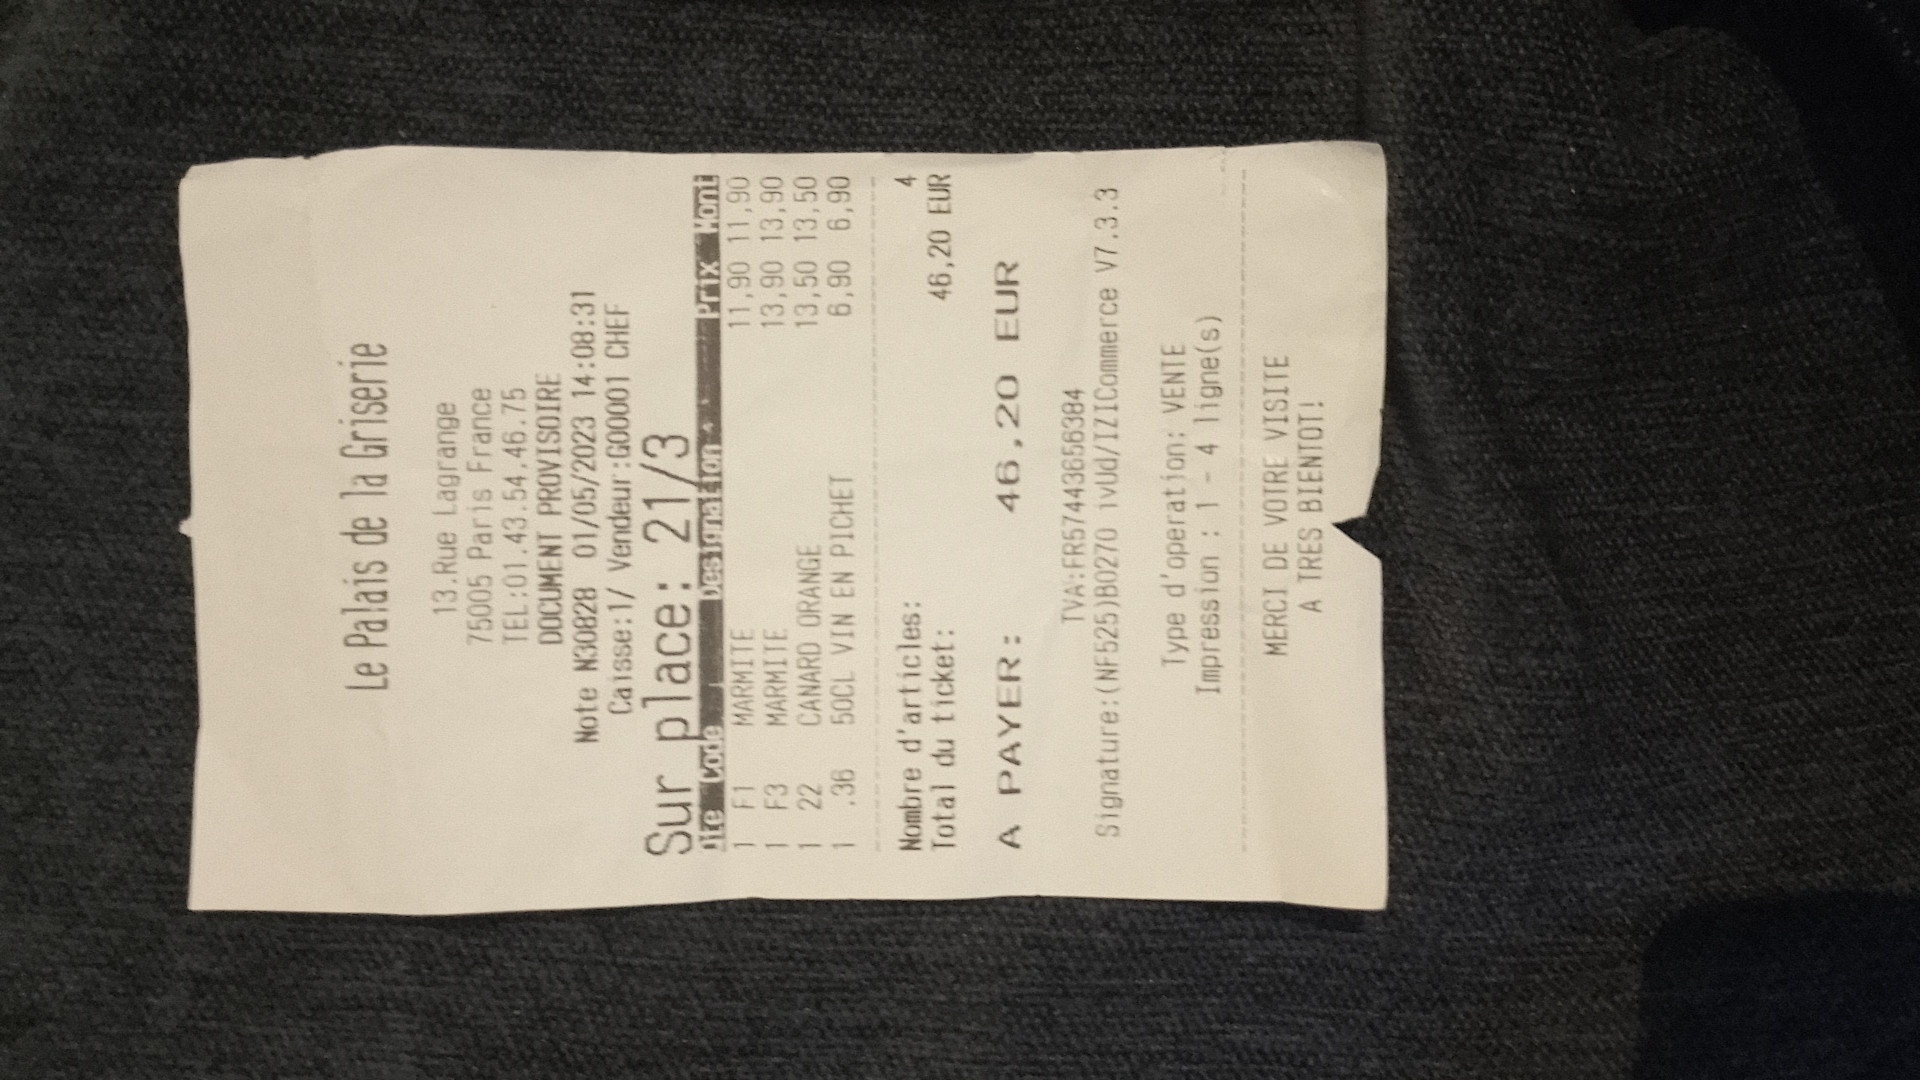 Le Palais de la Griserie
13.Rue Lagrange
75005 Paris France
TEL:01.43.54.46.75
DOCUMENT PROVISOIRE
Note N30828 01/05/2023 14:08:31
Caisse:1/ Vendeur:G00001 CHEF
Sur place: 21/3
Qte Code Designation Prix Mont
1 F1 MARMITE 11,90 11,90
1 F3 MARMITE 13,90 13,90
1 22 CANARD ORANGE 13,50 13,50
1 .36 50CL VIN EN PICHET 6,90 6,90
Nombre d'articles: 4
Total du ticket: 46,20 EUR
A PAYER: 46,20 EUR
TVA:FR57443656384
Signature:(NF525)B0270 ivUd/IZICommerce V7.3.3
Type d'operation: VENTE
Impression : 1 - 4 ligne(s)
MERCI DE VOTRE VISITE
A TRES BIENTOT!